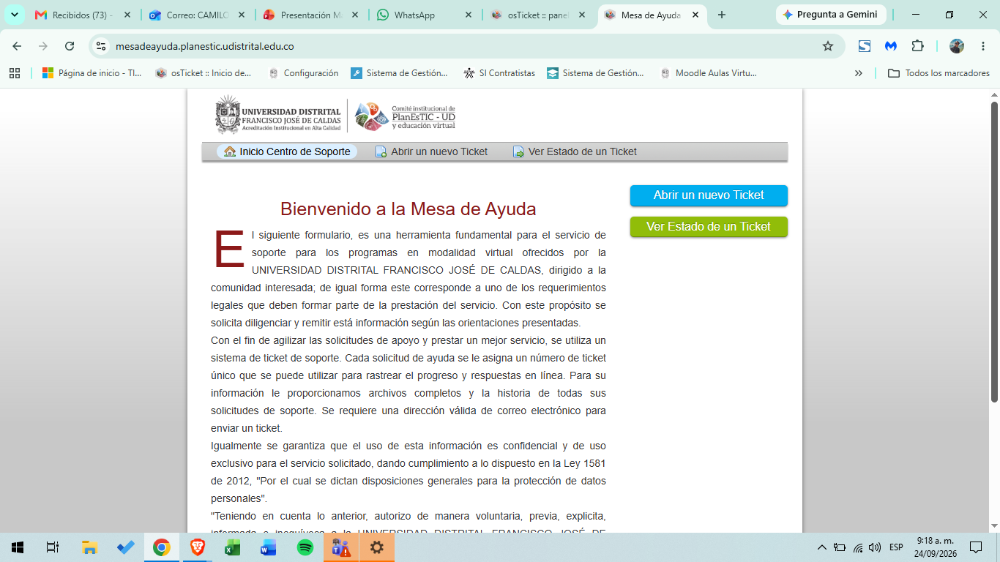 Recibidos (73) -
Correo: CAMILO
Presentación M
WhatsApp
osTicket :: pane
Mesa de Ayuda
Pregunta a Gemini
mesadeayuda.planestic.udistrital.edu.co
Página de inicio - TI...
osTicket :: Inicio de...
Configuración
Sistema de Gestión...
SI Contratistas
Sistema de Gestión...
Moodle Aulas Virtu...
Todos los marcadores
UNIVERSIDAD DISTRITAL
FRANCISCO JOSÉ DE CALDAS
Acreditación Institucional en Alta Calidad
Comité institucional de
PlanEsTIC - UD
y educación virtual
Inicio Centro de Soporte
Abrir un nuevo Ticket
Ver Estado de un Ticket
Abrir un nuevo Ticket
Ver Estado de un Ticket
Bienvenido a la Mesa de Ayuda
El siguiente formulario, es una herramienta fundamental para el servicio de
soporte para los programas en modalidad virtual ofrecidos por la
UNIVERSIDAD DISTRITAL FRANCISCO JOSÉ DE CALDAS, dirigido a la
comunidad interesada; de igual forma este corresponde a uno de los requerimientos
legales que deben formar parte de la prestación del servicio. Con este propósito se
solicita diligenciar y remitir está información según las orientaciones presentadas.
Con el fin de agilizar las solicitudes de apoyo y prestar un mejor servicio, se utiliza un
sistema de ticket de soporte. Cada solicitud de ayuda se le asigna un número de ticket
único que se puede utilizar para rastrear el progreso y respuestas en línea. Para su
información le proporcionamos archivos completos y la historia de todas sus
solicitudes de soporte. Se requiere una dirección válida de correo electrónico para
enviar un ticket.
Igualmente se garantiza que el uso de esta información es confidencial y de uso
exclusivo para el servicio solicitado, dando cumplimiento a lo dispuesto en la Ley 1581
de 2012, "Por el cual se dictan disposiciones generales para la protección de datos
personales".
"Teniendo en cuenta lo anterior, autorizo de manera voluntaria, previa, explicita,
informada e inequívoca a la UNIVERSIDAD DISTRITAL FRANCISCO JOSÉ DE
ESP
9:18 a. m.
24/09/2026